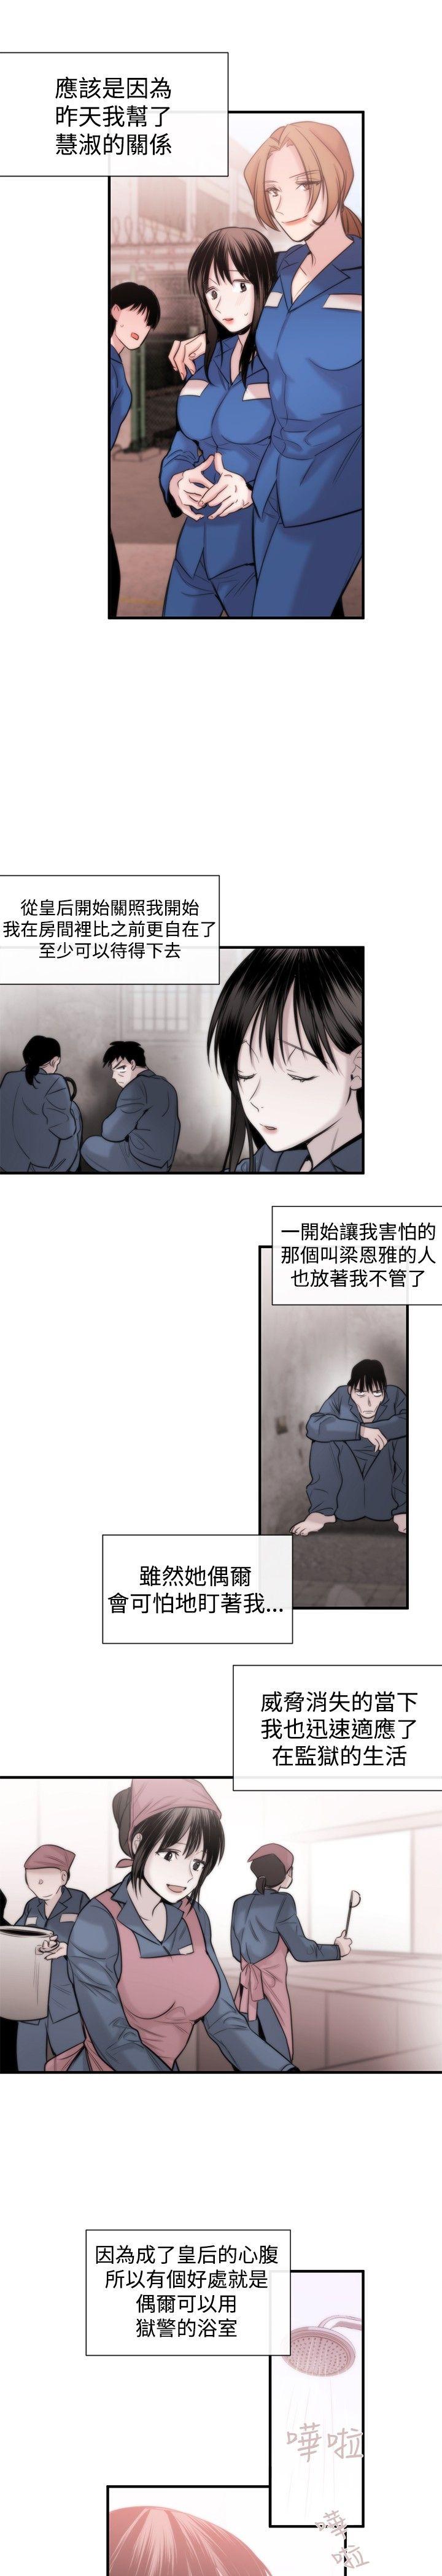 應該是因為
昨天我幫了
慧淑的關係
從皇后開始關照我開始
我在房間裡比之前更自在了
至少可以待得下去
一開始讓我害怕的
那個叫梁恩雅的人
也放著我不管了
雖然她偶爾
會可怕地盯著我...
威脅消失的當下
我也迅速適應了
在監獄的生活
因為成了皇后的心腹
所以有個好處就是
偶爾可以用
獄警的浴室
嘩啦
嘩啦